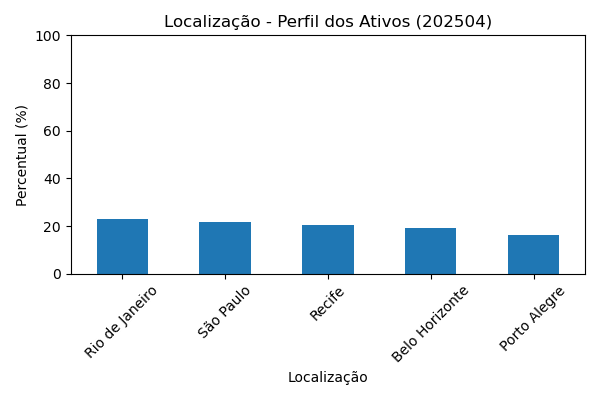 Localização - Perfil dos Ativos (202504)
100
80
60
40
20
0
Percentual (%)
Rio de Janeiro
São Paulo
Recife
Belo Horizonte
Porto Alegre
Localização